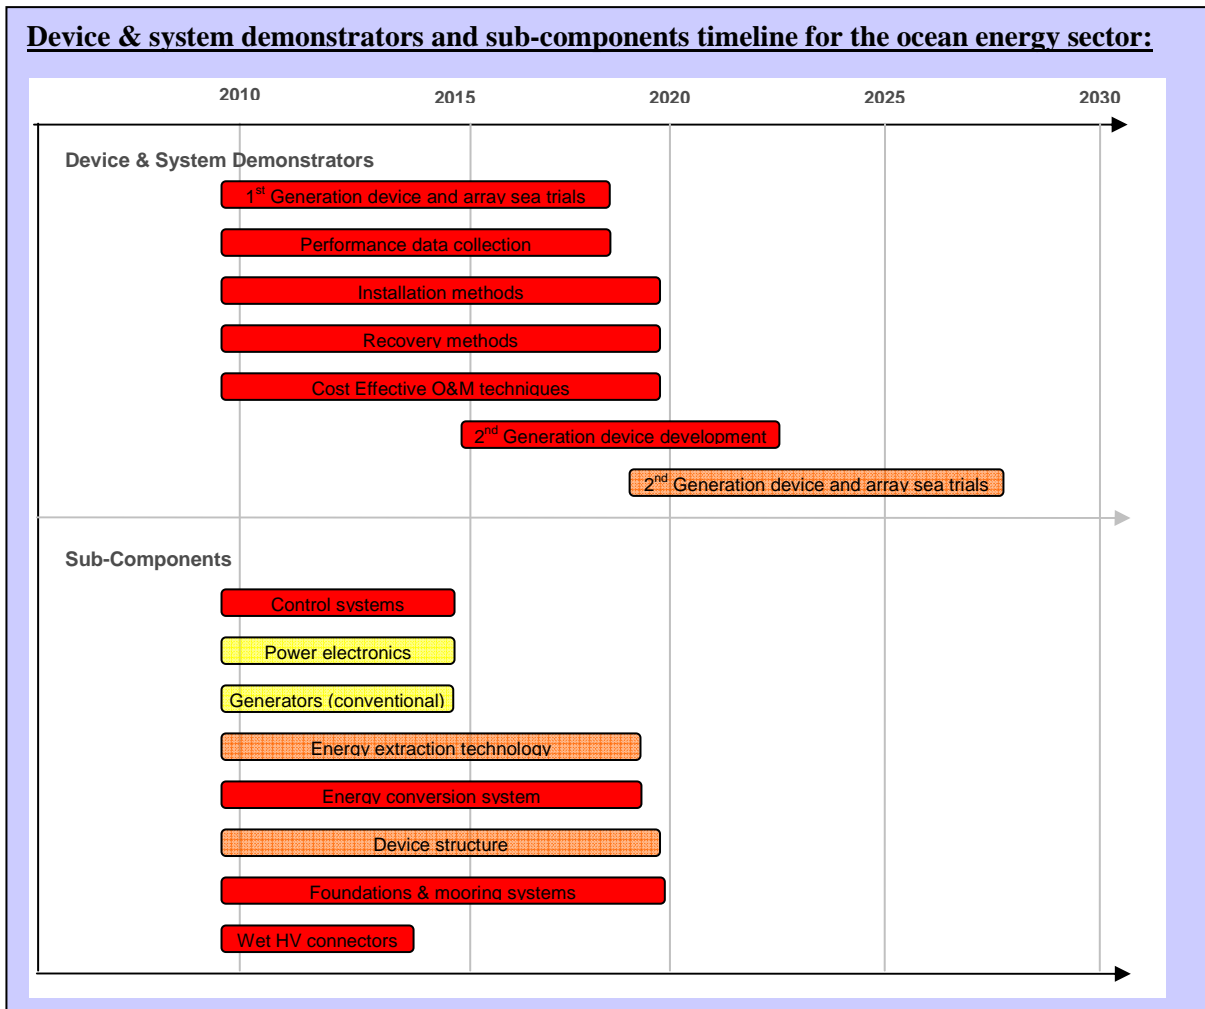 Device & system demonstrators and sub-components timeline for the ocean energy sector:
2010 2015 2020 2025 2030
Device & System Demonstrators
1st Generation device and array sea trials
Performance data collection
Installation methods
Recovery methods
Cost Effective O&M techniques
2nd Generation device development
2nd Generation device and array sea trials
Sub-Components
Control systems
Power electronics
Generators (conventional)
Energy extraction technology
Energy conversion system
Device structure
Foundations & mooring systems
Wet HV connectors